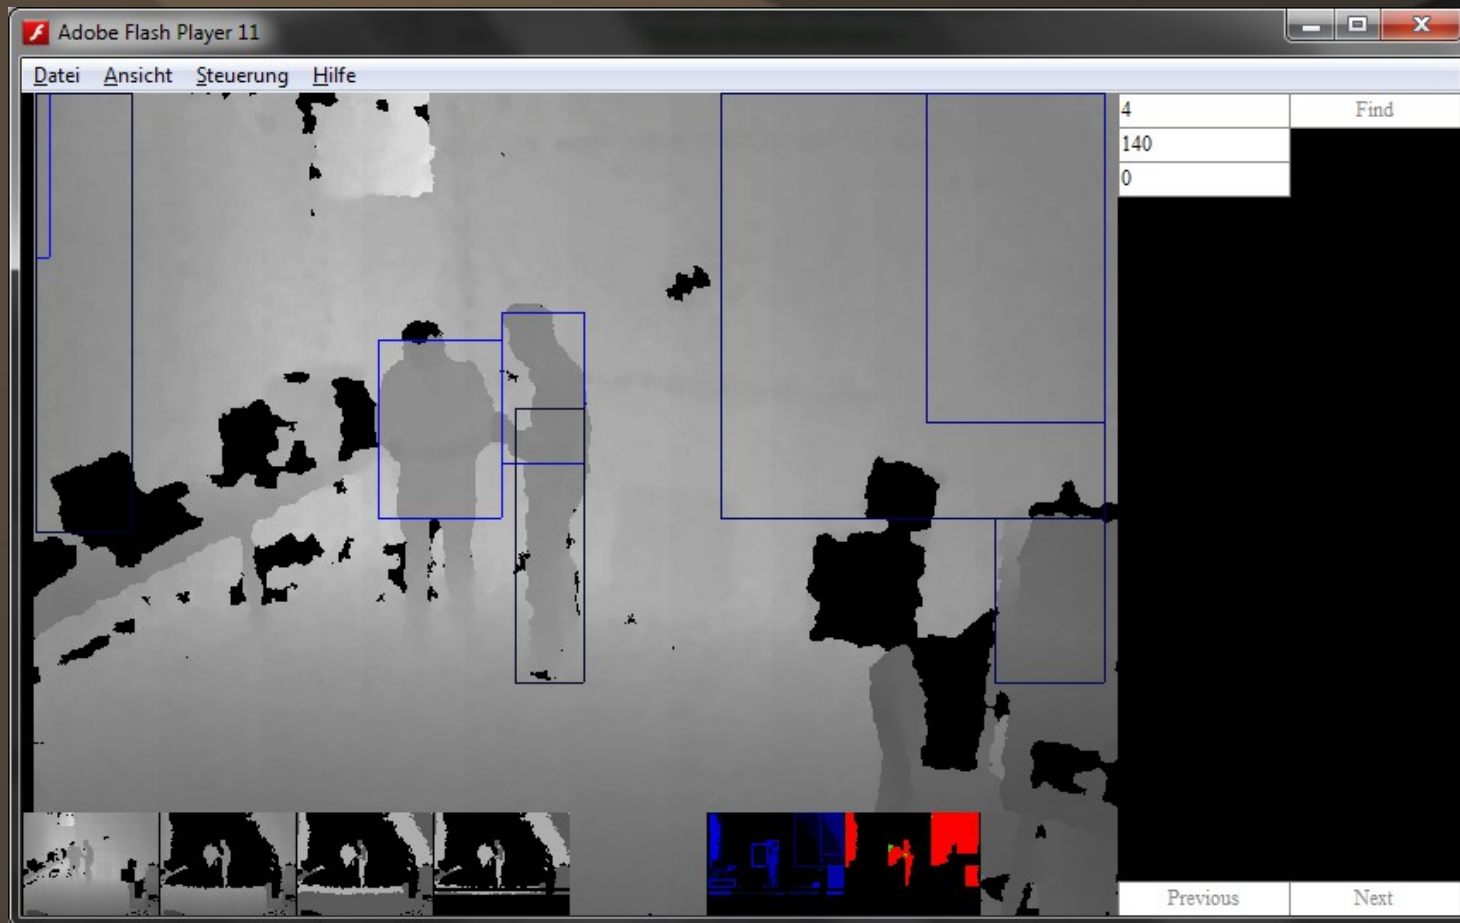 Adobe Flash Player 11
Datei Ansicht Steuerung Hilfe
4 Find
140
0
Previous Next